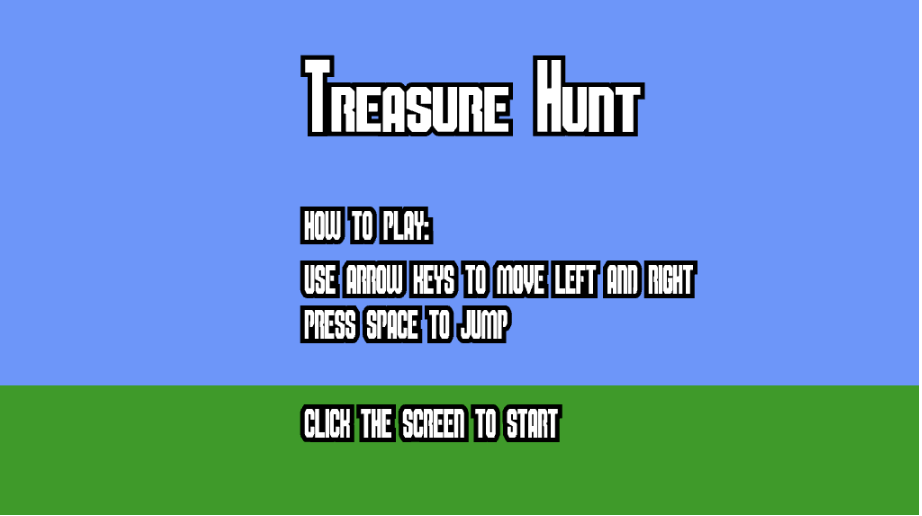 Treasure Hunt
HOW TO PLAY:
USE ARROW KEYS TO MOVE LEFT AND RIGHT
PRESS SPACE TO JUMP
CLICK THE SCREEN TO START